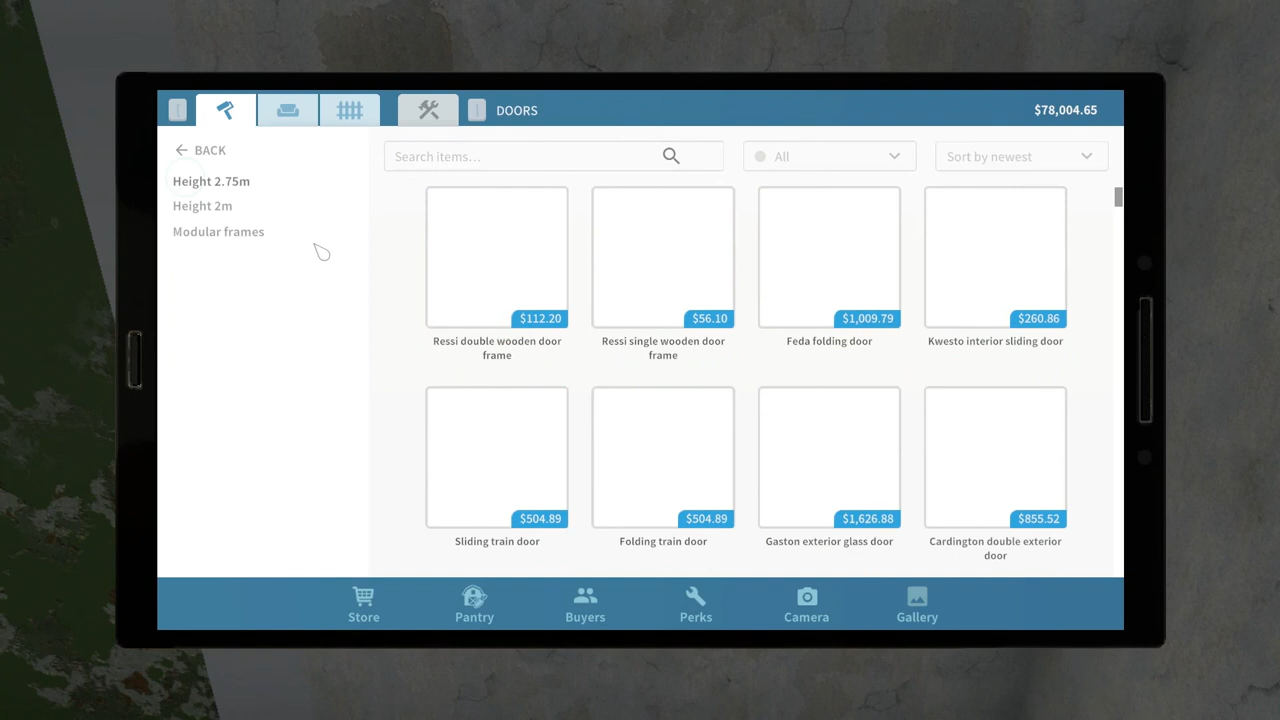 DOORS
$78,004.65
BACK
Height 2.75m
Height 2m
Modular frames
Search items...
All
Sort by newest
$112.20
$56.10
$1,009.79
$260.86
Ressi double wooden door
frame
Ressi single wooden door
frame
Feda folding door
Kwesto interior sliding door
$504.89
$504.89
$1,626.88
$855.52
Sliding train door
Folding train door
Gaston exterior glass door
Cardington double exterior
door
Store
Pantry
Buyers
Perks
Camera
Gallery